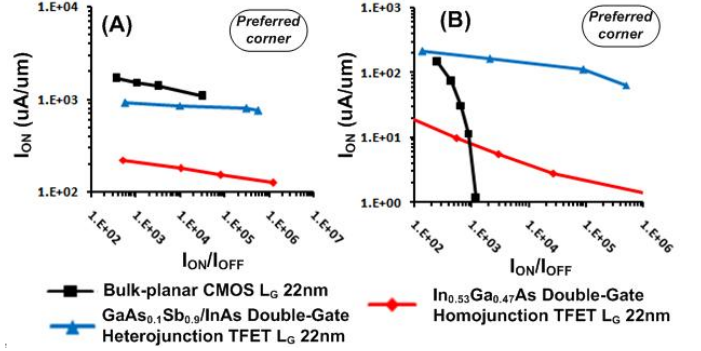 (A)
Preferred
corner
1.E+04
1.E+03
1.E+02
ION (uA/um)
1.E+02
1.E+03
1.E+04
1.E+05
1.E+06
1.E+07
ION/IOFF
(B)
Preferred
corner
1.E+03
1.E+02
1.E+01
1.E+00
ION (uA/um)
1.E+02
1.E+03
1.E+04
1.E+05
1.E+06
ION/IOFF
Bulk-planar CMOS LG 22nm
GaAs0.1Sb0.9/InAs Double-Gate
Heterojunction TFET LG 22nm
In0.53Ga0.47As Double-Gate
Homojunction TFET LG 22nm